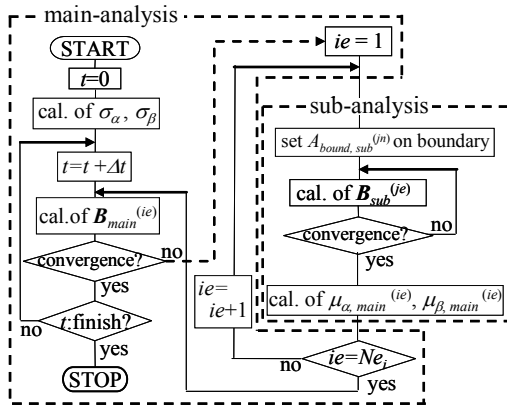 main-analysis
START
t=0
cal. of σα, σβ
t=t +Δt
cal.of Bmain(ie)
convergence?
no
yes
t:finish?
no
yes
STOP
ie = 1
sub-analysis
set Abound, sub(jn) on boundary
cal. of Bsub(je)
convergence?
no
yes
cal. of μα, main(ie), μβ, main(ie)
ie=
ie+1
ie=Nei
no
yes